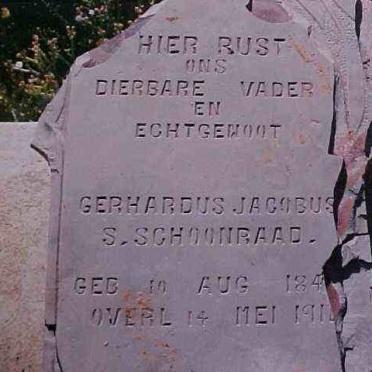 HIER RUST
ONS
DIERBARE VADER
EN
ECHTGENOOT
GERHARDUS JACOBUS
S. SCHOONRAAD.
GEB 10 AUG
OVERL 14 MEI